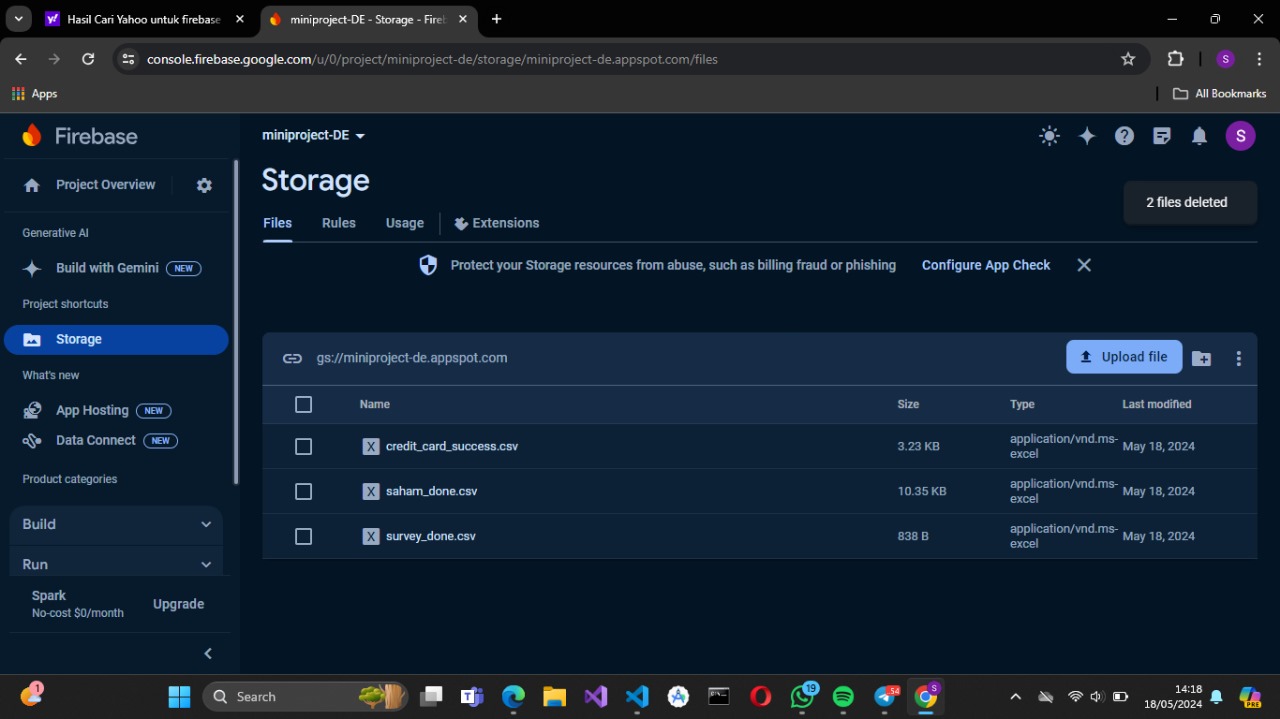 Hasil Cari Yahoo untuk firebase
miniproject-DE - Storage - Fire
console.firebase.google.com/u/0/project/miniproject-de/storage/miniproject-de.appspot.com/files
S
Apps
All Bookmarks
Firebase
miniproject-DE
S
Project Overview
Storage
2 files deleted
Files
Rules
Usage
Extensions
Generative AI
Build with Gemini
NEW
Protect your Storage resources from abuse, such as billing fraud or phishing
Configure App Check
Project shortcuts
Storage
gs://miniproject-de.appspot.com
Upload file
What's new
App Hosting
NEW
Data Connect
NEW
Name
Size
Type
Last modified
X
credit_card_success.csv
3.23 KB
application/vnd.ms-
excel
May 18, 2024
X
saham_done.csv
10.35 KB
application/vnd.ms-
excel
May 18, 2024
X
survey_done.csv
838 B
application/vnd.ms-
excel
May 18, 2024
Product categories
Build
Run
Spark
No-cost $0/month
Upgrade
1
Search
19
54
S
14:18
18/05/2024
PRE